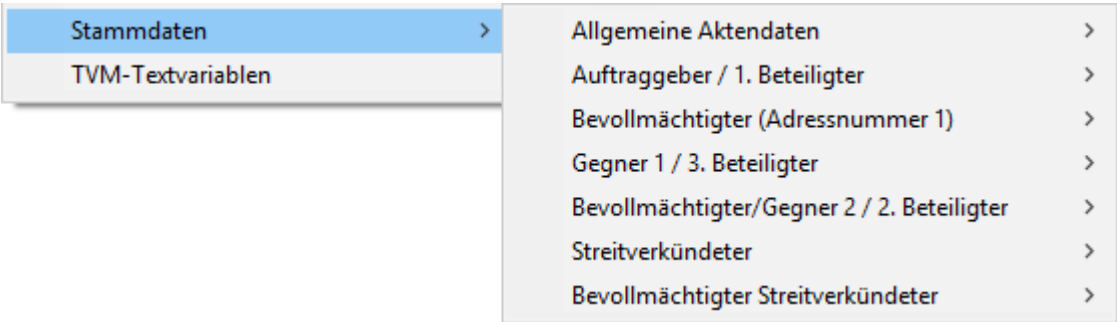 Stammdaten
TVM-Textvariablen
Allgemeine Aktendaten
Auftraggeber / 1. Beteiligter
Bevollmächtigter (Adressnummer 1)
Gegner 1 / 3. Beteiligter
Bevollmächtigter/Gegner 2 / 2. Beteiligter
Streitverkündeter
Bevollmächtigter Streitverkündeter